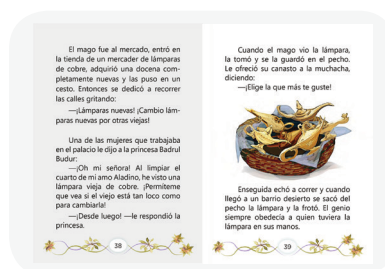 El mago fue al mercado, entró en
la tienda de un mercader de lámparas
de cobre, adquirió una docena com-
pletamente nuevas y las puso en un
cesto. Entonces se dedicó a recorrer
las calles gritando:
—¡Lámparas nuevas! ¡Cambio lám-
paras nuevas por otras viejas!
Una de las mujeres que trabajaba
en el palacio le dijo a la princesa Badrul
Budur:
—¡Oh mi señora! Al limpiar el
cuarto de mi amo Aladino, he visto una
lámpara vieja de cobre. ¡Permíteme
que vea si el viejo está tan loco como
para cambiarla!
—¡Desde luego! —le respondió la
princesa.
38
Cuando el mago vio la lámpara,
la tomó y se la guardó en el pecho.
Le ofreció su canasto a la muchacha,
diciendo:
—¡Elige la que más te guste!
Enseguida echó a correr y cuando
llegó a un barrio desierto se sacó del
pecho la lámpara y la frotó. El genio
siempre obedecía a quien tuviera la
lámpara en sus manos.
39